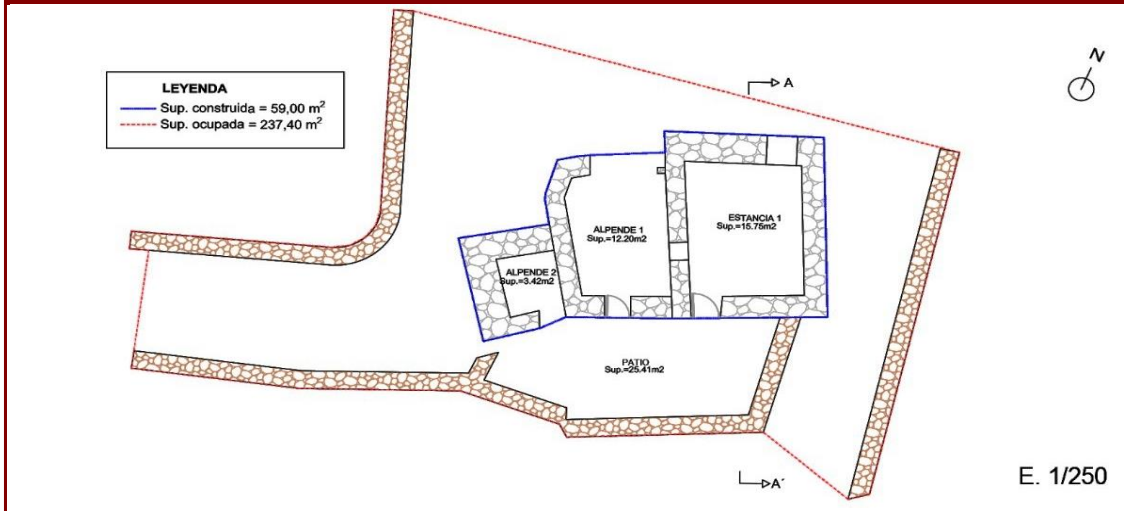 LEYENDA
Sup. construida = 59,00 m²
Sup. ocupada = 237,40 m²
A
N
ALPENDE 1
Sup.=12.20m2
ESTANCIA 1
Sup.=15.75m2
ALPENDE 2
Sup.=3.42m2
PATIO
Sup.=25.41m2
A´
E. 1/250